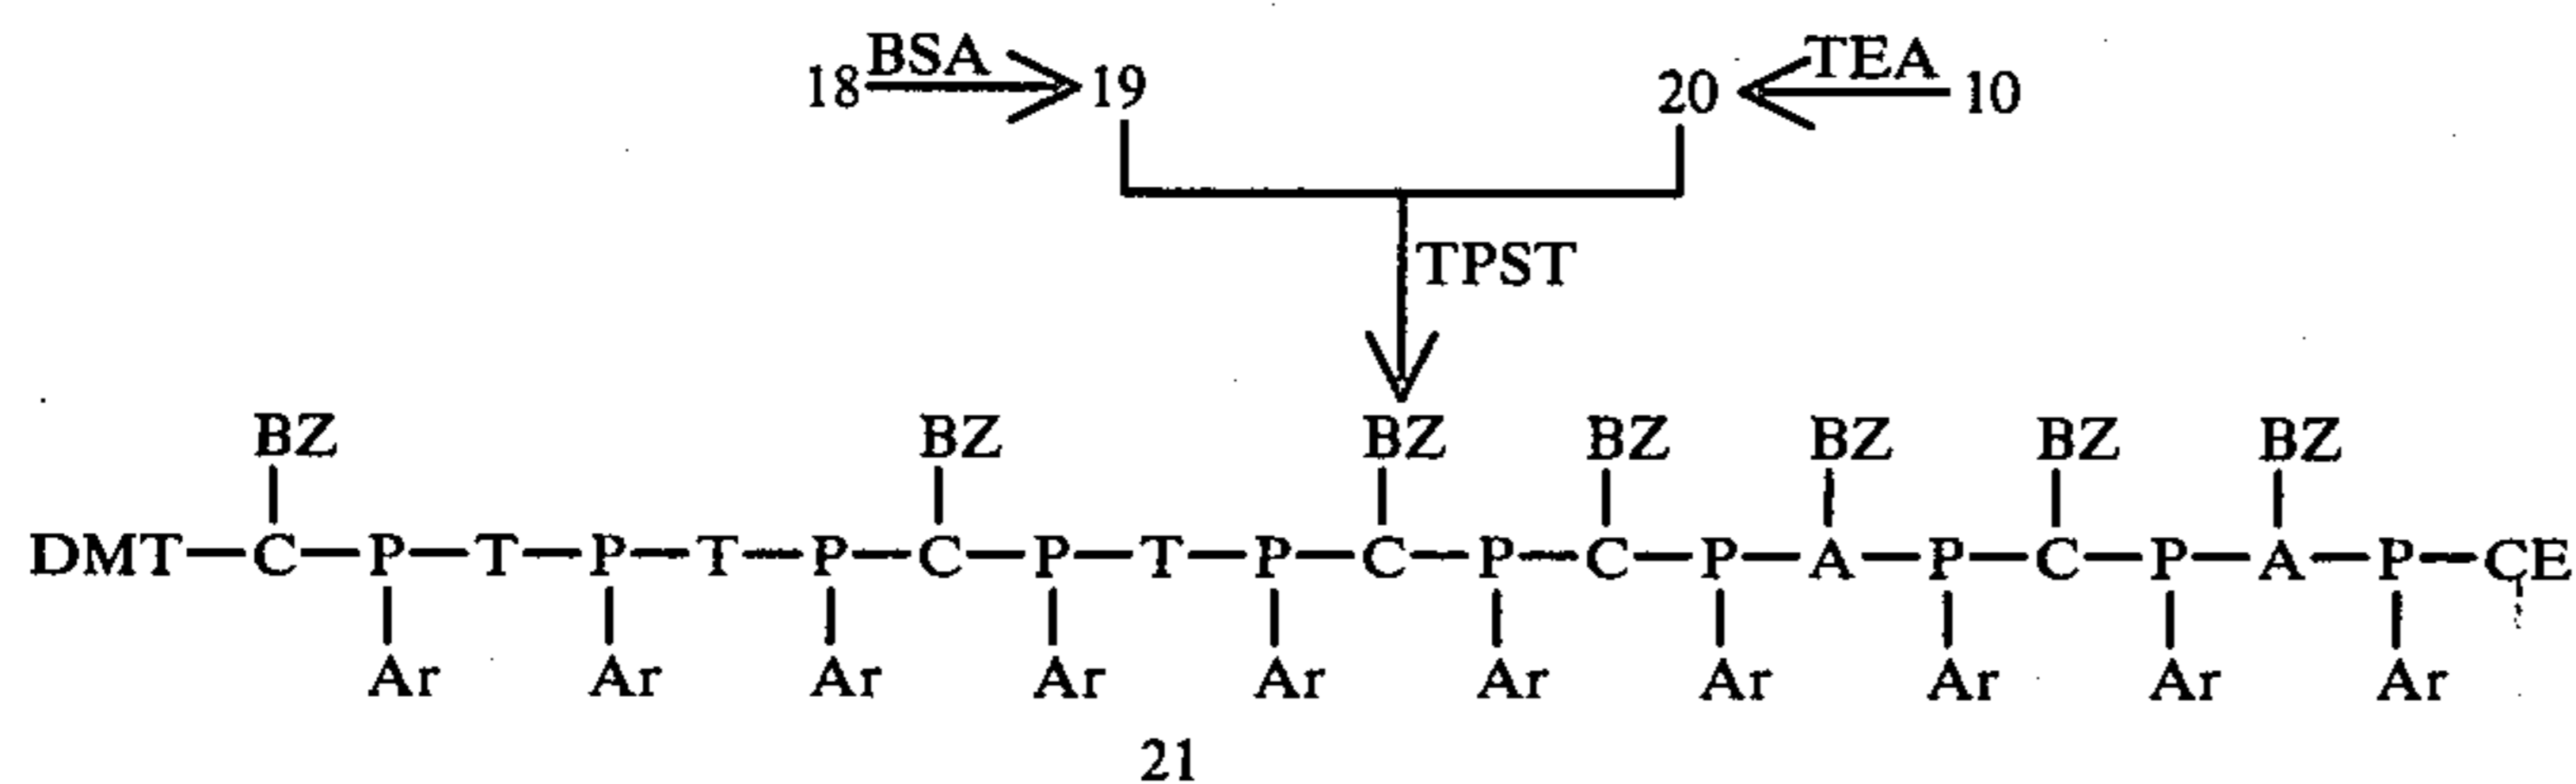 18 BSA 19 20 TEA 10
TPST
BZ BZ BZ BZ BZ BZ BZ
DMT—C—P—T—P—T—P—C—P—T—P—C—P—C—P—A—P—C—P—A—P—CE
Ar Ar Ar Ar Ar Ar Ar Ar Ar Ar
21